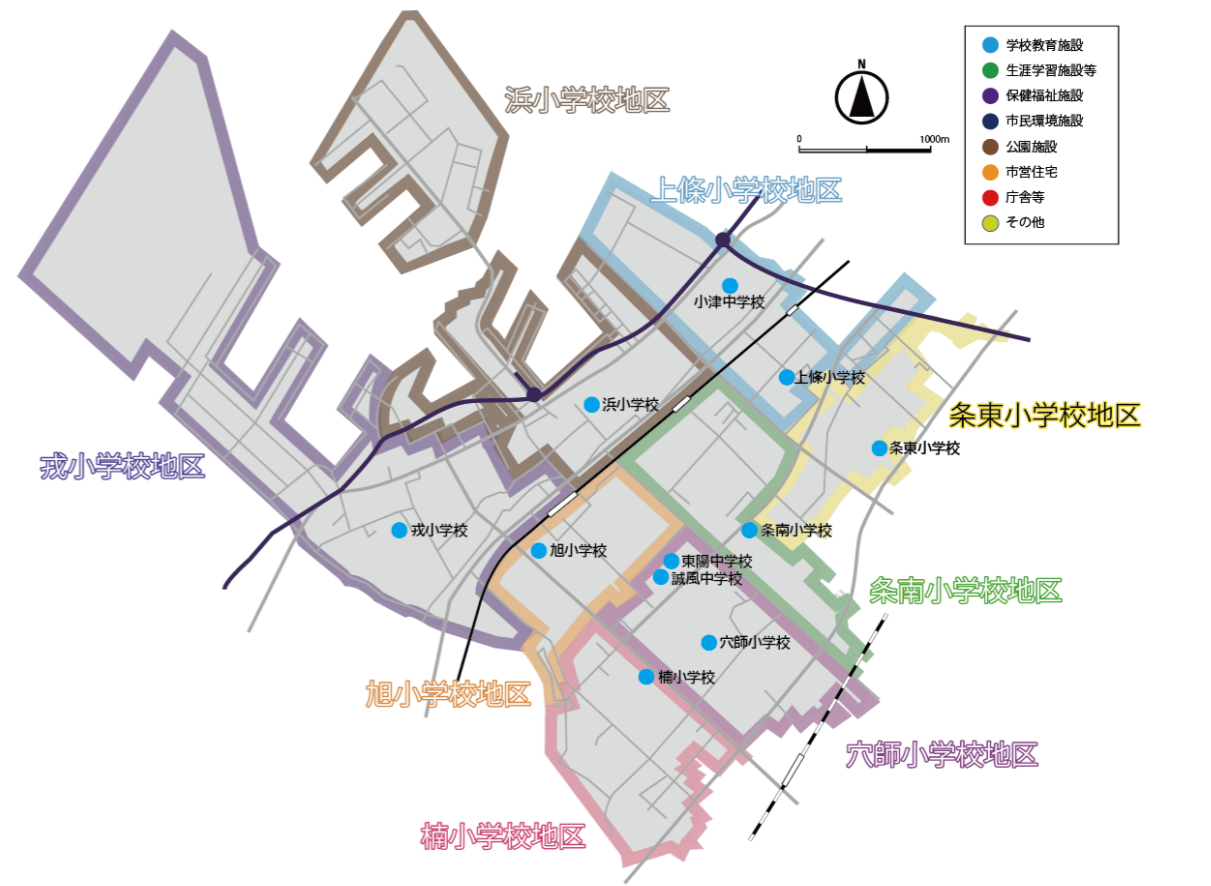 浜小学校地区
N
0 1000m
学校教育施設
生涯学習施設等
保健福祉施設
市民環境施設
公園施設
市営住宅
庁舎等
その他
上條小学校地区
小津中学校
上條小学校
浜小学校
条東小学校地区
条東小学校
戎小学校地区
戎小学校
旭小学校
条南小学校
東陽中学校
誠風中学校
条南小学校地区
穴師小学校
楠小学校
旭小学校地区
穴師小学校地区
楠小学校地区